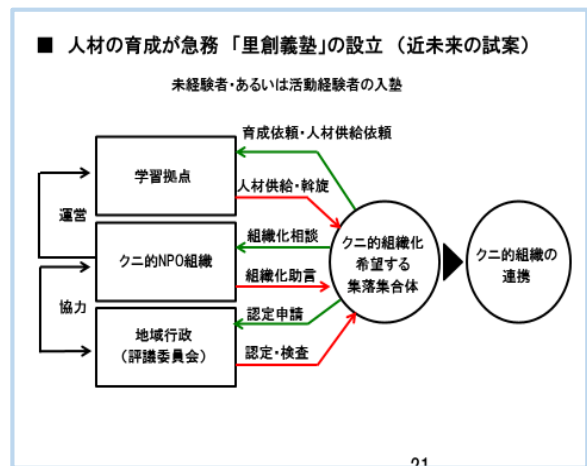 ■ 人材の育成が急務 「里創義塾」の設立 （近未来の試案）
未経験者・あるいは活動経験者の入塾
育成依頼・人材供給依頼
学習拠点
人材供給・斡旋
運営
組織化相談
クニ的NPO組織
クニ的組織化
希望する
集落集合体
クニ的組織の
連携
組織化助言
協力
認定申請
地域行政
（評議委員会）
認定・検査
21